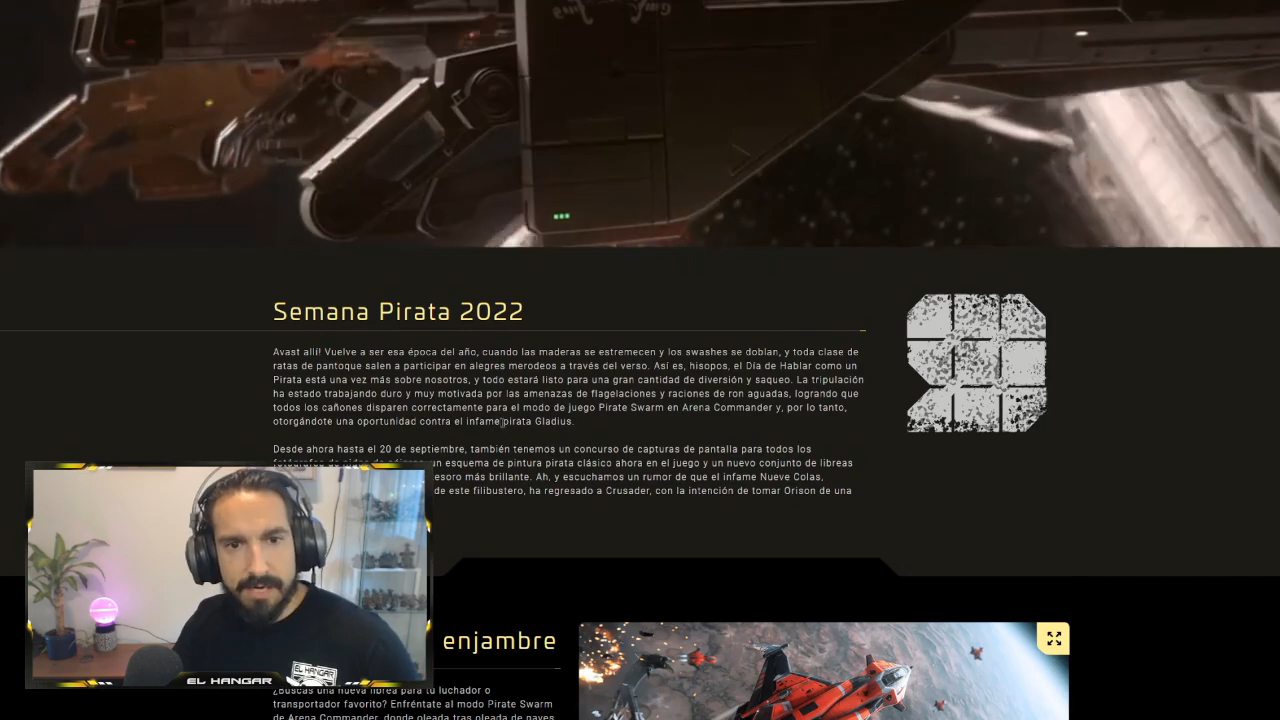 Semana Pirata 2022
Avast allí! Vuelve a ser esa época del año, cuando las maderas se estremecen y los swashes se doblan, y toda clase de
ratas de pantoque salen a participar en alegres merodeos a través del verso. Así es, hisopos, el Día de Hablar como un
Pirata está una vez más sobre nosotros, y todo estará listo para una gran cantidad de diversión y saqueo. La tripulación
ha estado trabajando duro y muy motivada por las amenazas de flagelaciones y raciones de ron aguadas, logrando que
todos los cañones disparen correctamente para el modo de juego Pirate Swarm en Arena Commander y, por lo tanto,
otorgándote una oportunidad contra el infame pirata Gladius.
Desde ahora hasta el 20 de septiembre, también tenemos un concurso de capturas de pantalla para todos los
un esquema de pintura pirata clásico ahora en el juego y un nuevo conjunto de libreas
esoro más brillante. Ah, y escuchamos un rumor de que el infame Nueve Colas,
de este filibustero, ha regresado a Crusader, con la intención de tomar Orison de una
enjambre
EL HANGAR
EL HANGAR
¿Buscas una nueva librea para tu luchador o
transportador favorito? Enfréntate al modo Pirate Swarm
de Arena Commander, donde oleada tras oleada de naves